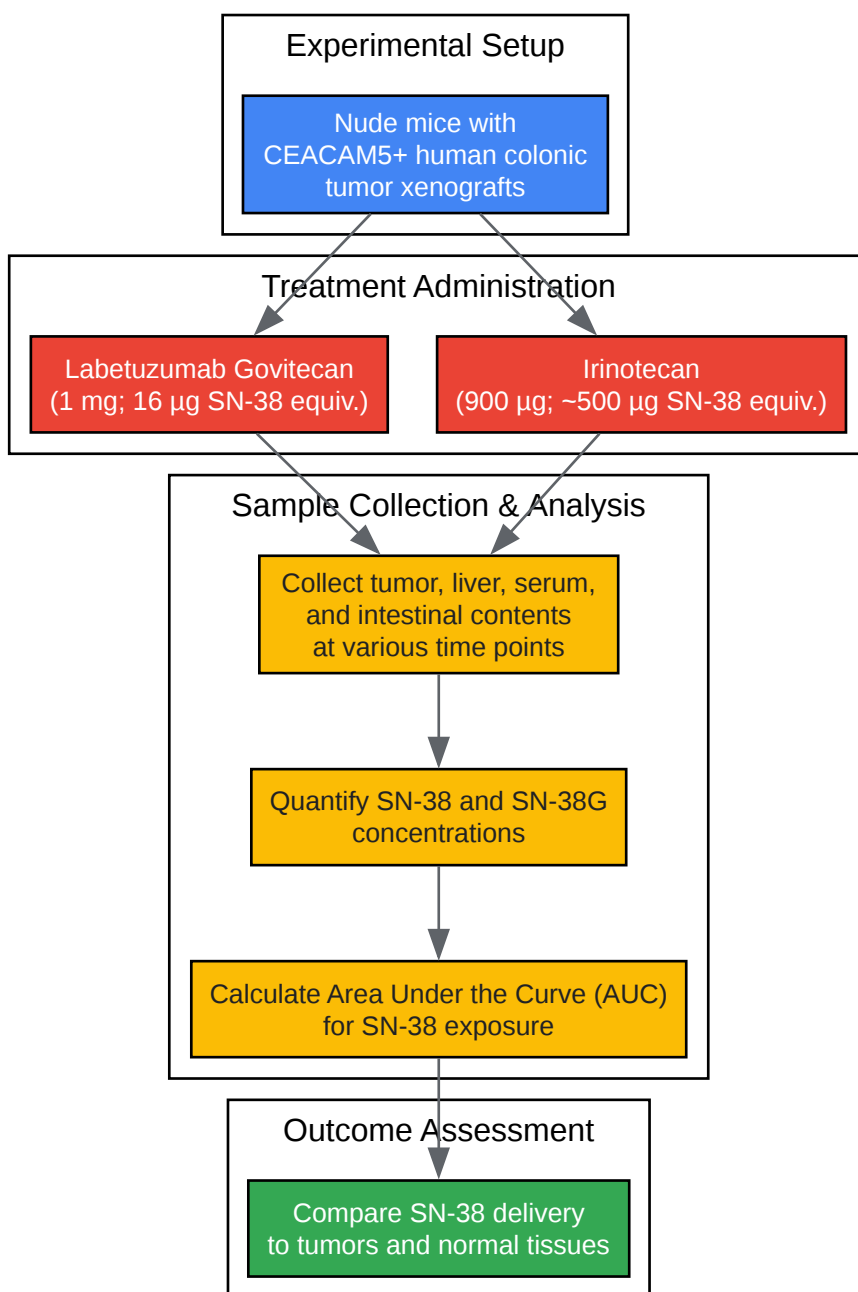 Experimental Setup
Nude mice with
CEACAM5+ human colonic
tumor xenografts
Treatment Administration
Labetuzumab Govitecan
(1 mg; 16 µg SN-38 equiv.)
Irinotecan
(900 µg; ~500 µg SN-38 equiv.)
Sample Collection & Analysis
Collect tumor, liver, serum,
and intestinal contents
at various time points
Quantify SN-38 and SN-38G
concentrations
Calculate Area Under the Curve (AUC)
for SN-38 exposure
Outcome Assessment
Compare SN-38 delivery
to tumors and normal tissues